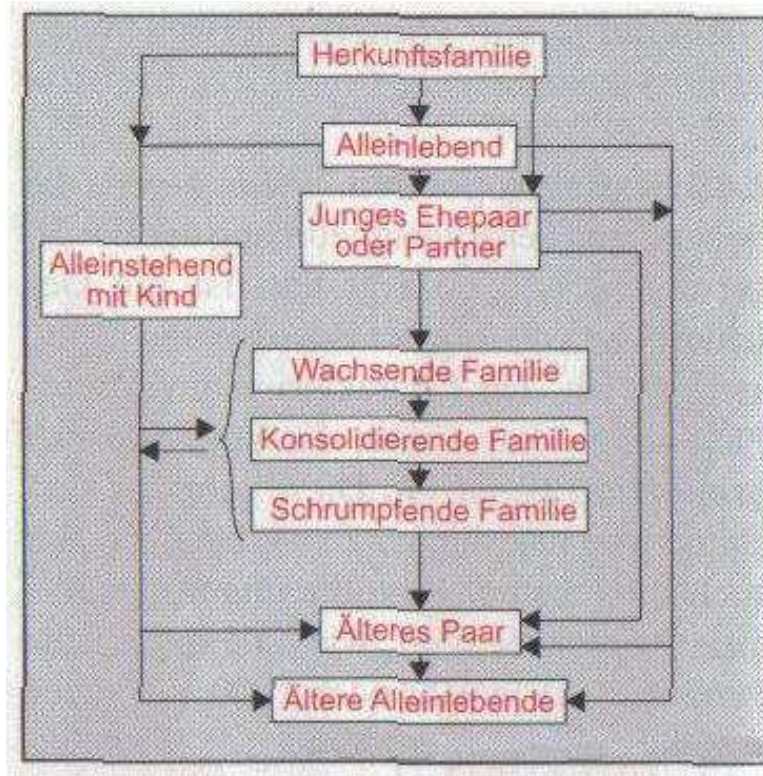 Herkunftsfamilie
Alleinlebend
Junges Ehepaar
oder Partner
Alleinstehend
mit Kind
Wachsende Familie
Konsolidierende Familie
Schrumpfende Familie
Älteres Paar
Ältere Alleinlebende